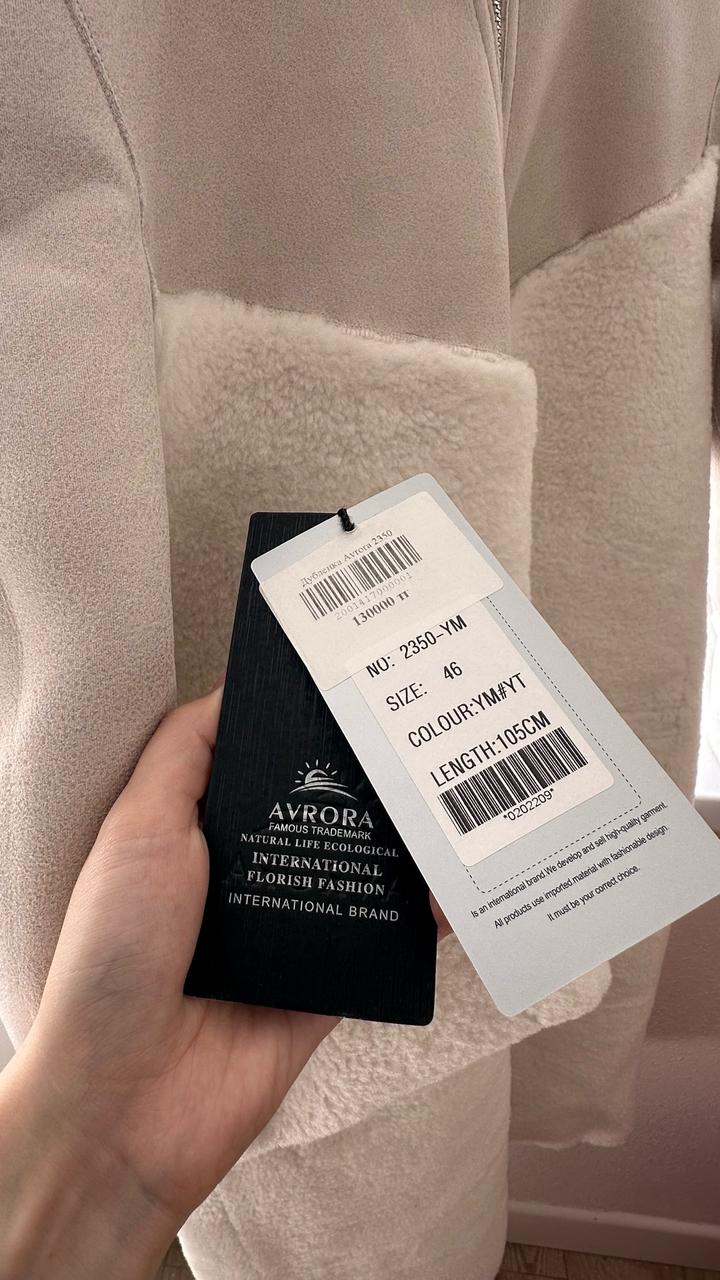 AVRORA
FAMOUS TRADEMARK
NATURAL LIFE ECOLOGICAL
INTERNATIONAL
FLORISH FASHION
INTERNATIONAL BRAND
Дубленка Avrora 2350
2001417000001
130000 тг
NU: 2350-YM
SIZE: 46
COLOUR:YM#YT
LENGTH:105CM
*0202209*
Is an international brand We develop and sell high-quality garment.
All products use imported material with fashionable design.
It must be your correct choice.